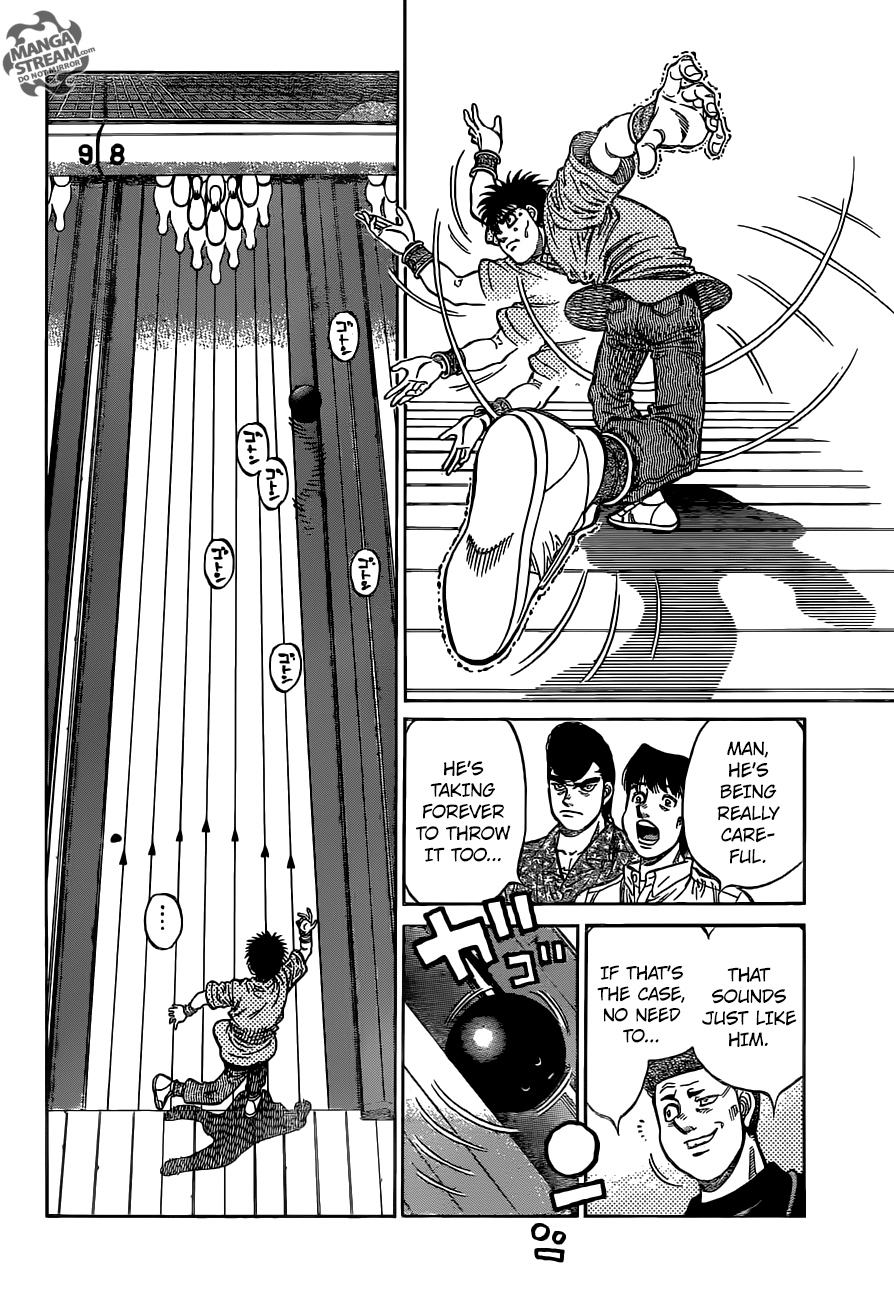 MANGA
STREAM.com
DO NOT MIRROR
MAN,
HE'S
BEING
REALLY
CARE-
FUL.
HE'S
TAKING
FOREVER
TO THROW
IT TOO...
THAT
SOUNDS
JUST LIKE
HIM.
IF THAT'S
THE CASE,
NO NEED
TO...
9 8
ゴトン
ゴトン
ゴトン
ゴトン
ゴトン
ゴトン
...